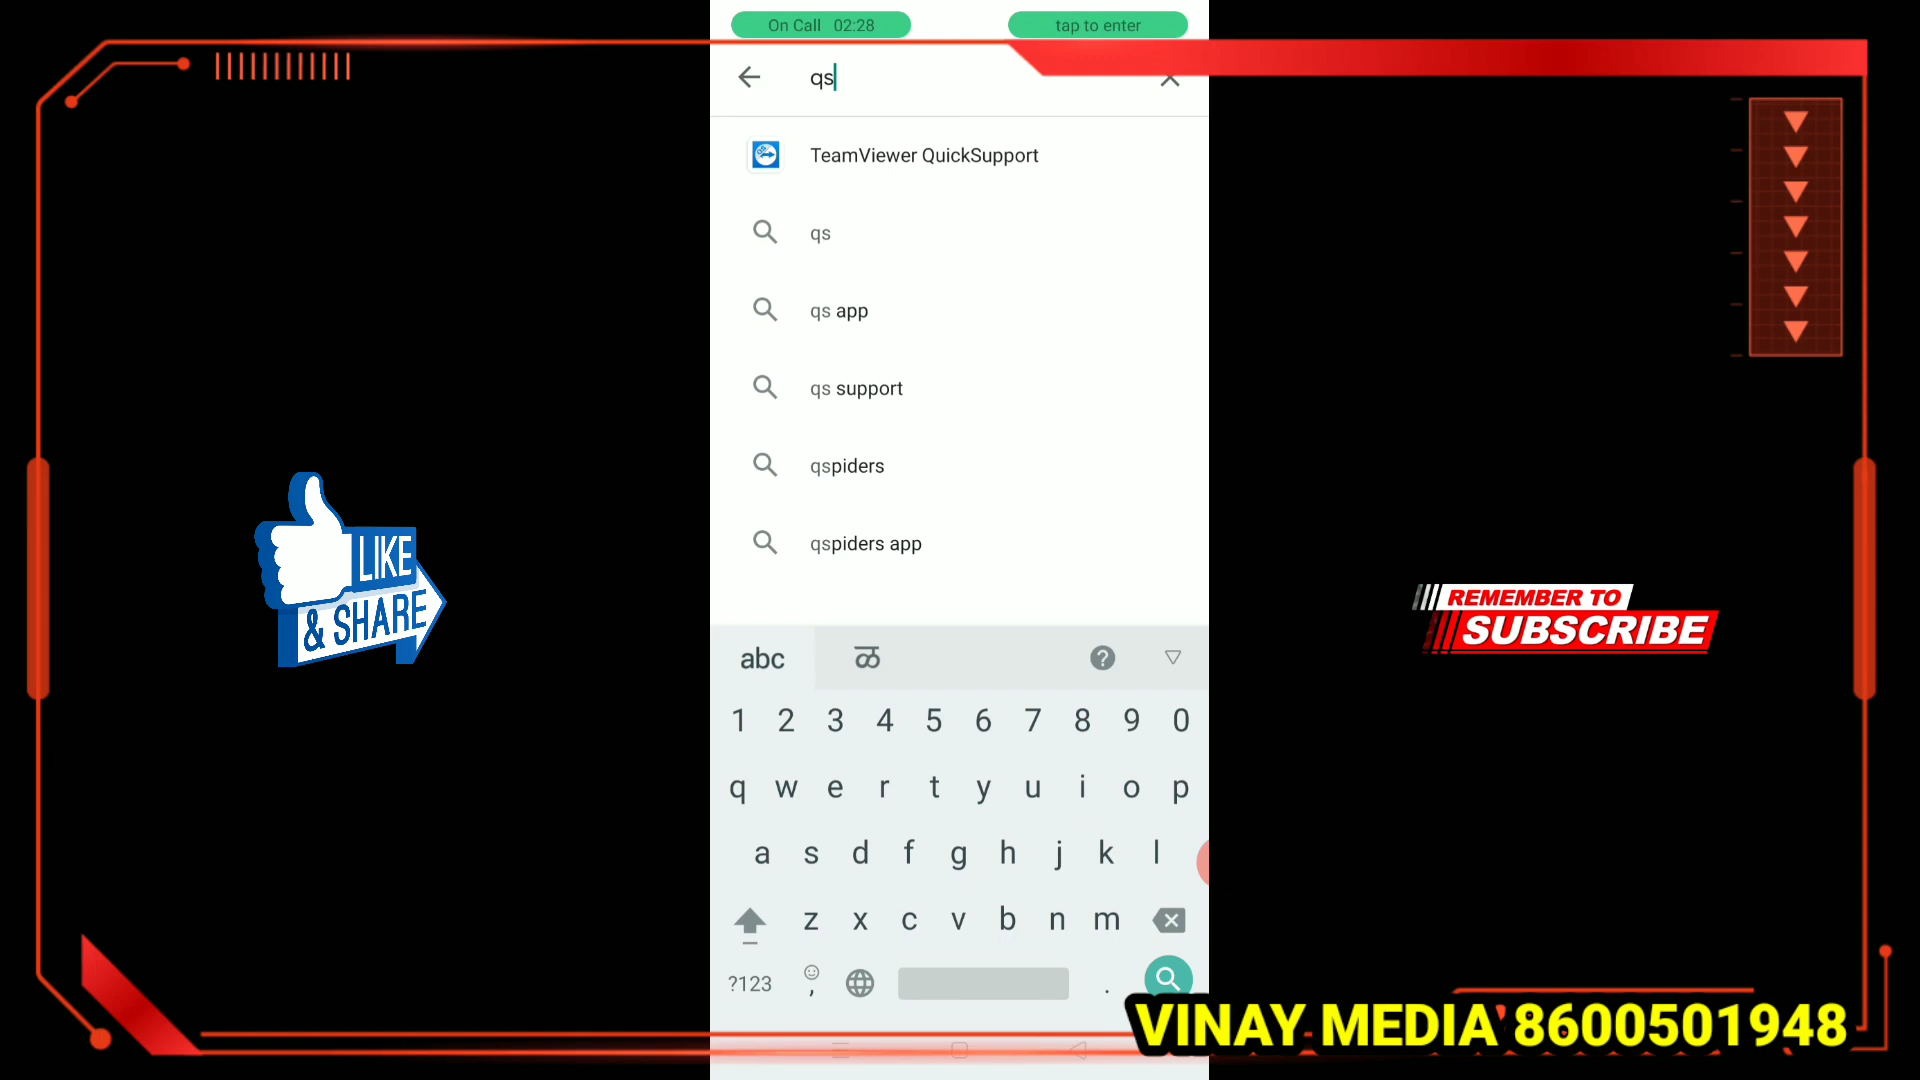 On Call 02:28
tap to enter
qs
TeamViewer QuickSupport
qs
qs app
qs support
qspiders
qspiders app
LIKE
& SHARE
REMEMBER TO
SUBSCRIBE
abc ळ ?
1 2 3 4 5 6 7 8 9 0
q w e r t y u i o p
a s d f g h j k l
z x c v b n m
?123 , .
VINAY MEDIA 8600501948